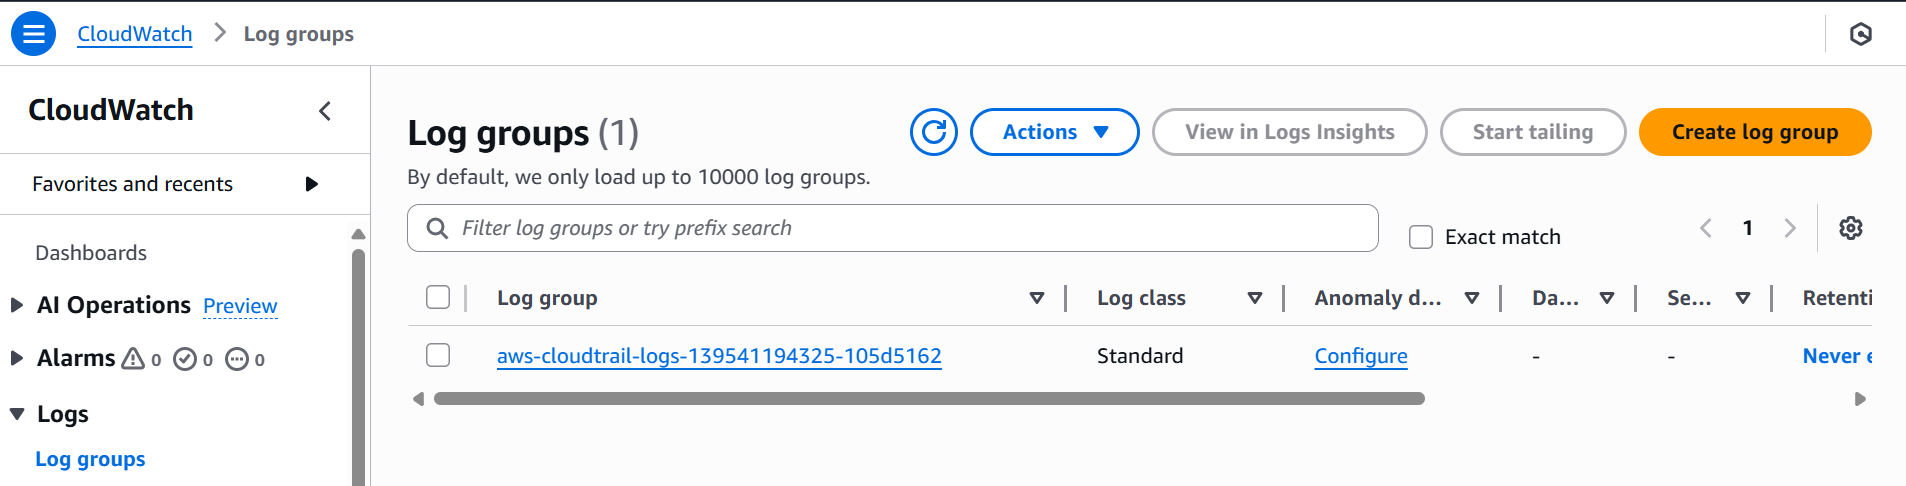 CloudWatch > Log groups
CloudWatch
Favorites and recents
Dashboards
AI Operations Preview
Alarms 0 0 0
Logs
Log groups
Log groups (1)
Actions
View in Logs Insights
Start tailing
Create log group
By default, we only load up to 10000 log groups.
Filter log groups or try prefix search
Exact match
1
Log group Log class Anomaly d... Da... Se... Retenti
aws-cloudtrail-logs-139541194325-105d5162 Standard Configure - - Never e